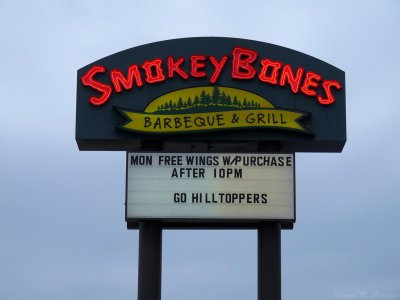 SMOKEY BONES
BARBEQUE & GRILL
MON FREE WINGS W/PURCHASE
AFTER 10PM
GO HILLTOPPERS